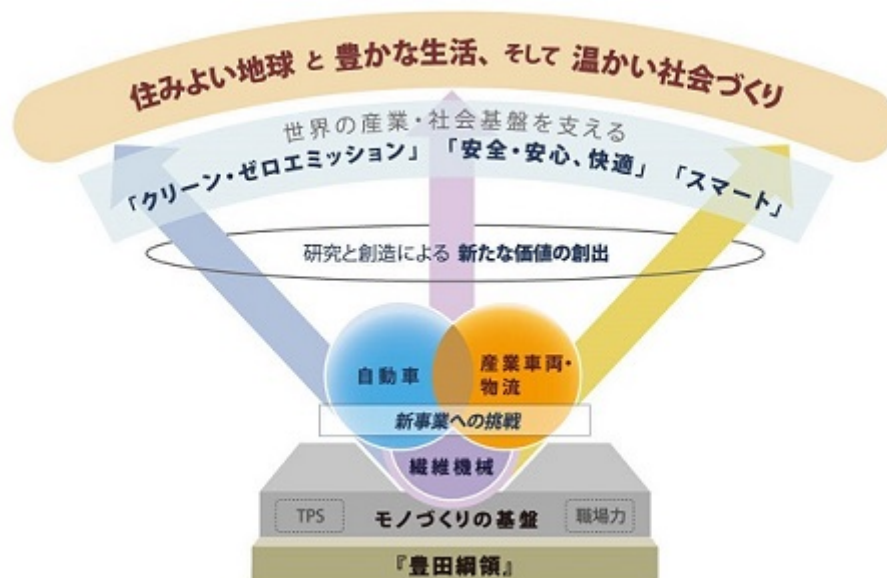 住みよい地球 と 豊かな生活、そして 温かい社会づくり
世界の産業・社会基盤を支える
「クリーン・ゼロエミッション」 「安全・安心、快適」 「スマート」
研究と創造による 新たな価値の創出
自動車
産業車両・
物流
新事業への挑戦
繊維機械
TPS
モノづくりの基盤
職場力
『豊田綱領』